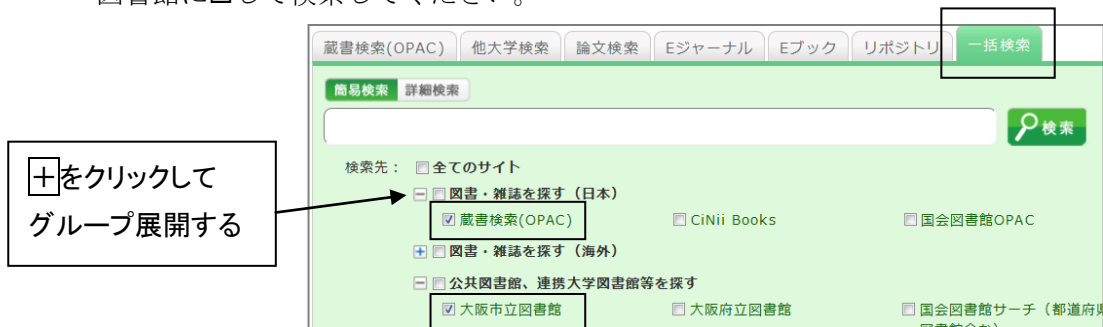 図書館に☑して検索してください。
蔵書検索(OPAC) 他大学検索 論文検索 Eジャーナル Eブック リポジトリ 一括検索
簡易検索 詳細検索
検索
検索先： 全てのサイト
＋をクリックして
グループ展開する
図書・雑誌を探す（日本）
蔵書検索(OPAC) CiNii Books 国会図書館OPAC
図書・雑誌を探す（海外）
公共図書館、連携大学図書館等を探す
大阪市立図書館 大阪府立図書館 国会図書館サーチ（都道府県